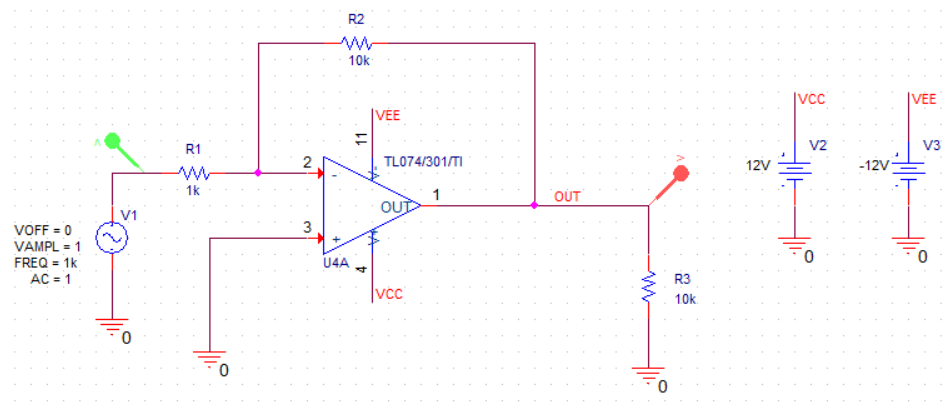 R2
10k
VEE
11
TL074/301/TI
V-
R1
1k
2
-
OUT
1
3
+
V+
U4A
4
VCC
V1
VOFF = 0
VAMPL = 1
FREQ = 1k
AC = 1
0
0
OUT
V
R3
10k
0
VCC
V2
12V
0
VEE
V3
-12V
0